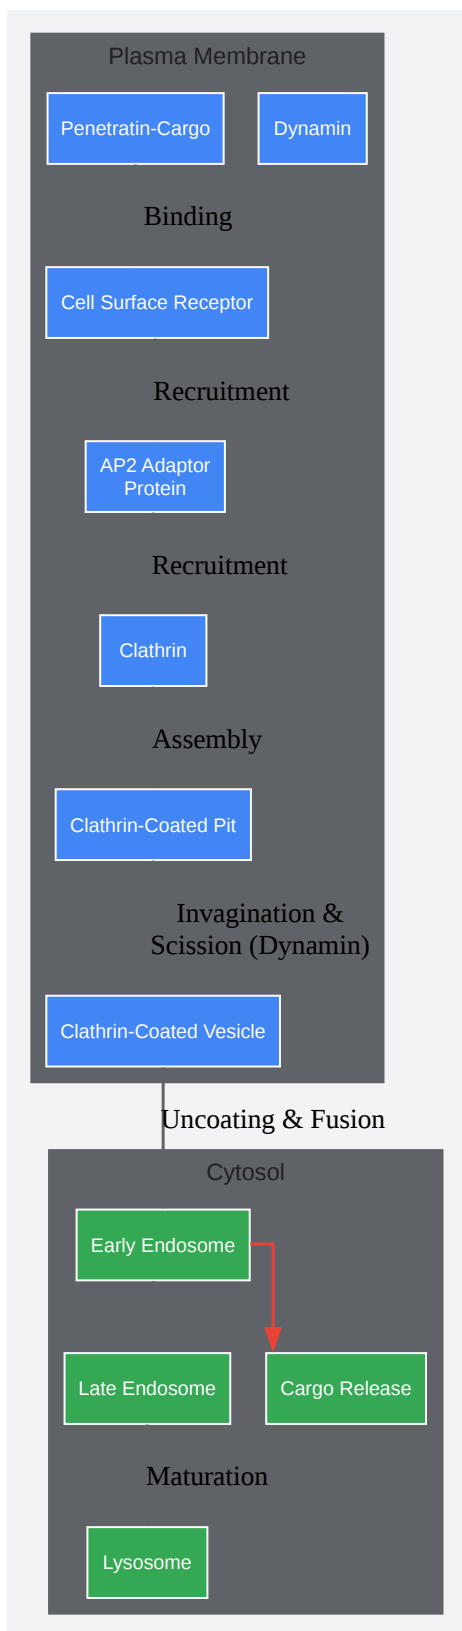 Plasma Membrane
Penetratin-Cargo
Dynamin
Binding
Cell Surface Receptor
Recruitment
AP2 Adaptor
Protein
Recruitment
Clathrin
Assembly
Clathrin-Coated Pit
Invagination &
Scission (Dynamin)
Clathrin-Coated Vesicle
Uncoating & Fusion
Cytosol
Early Endosome
Late Endosome
Cargo Release
Maturation
Lysosome